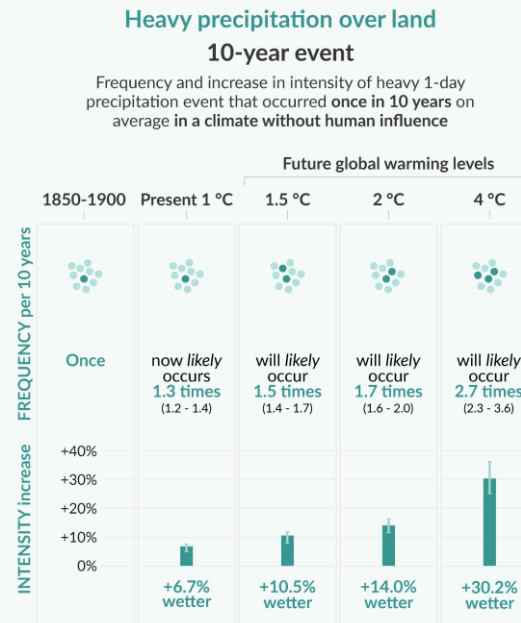 Heavy precipitation over land
10-year event
Frequency and increase in intensity of heavy 1-day
precipitation event that occurred once in 10 years on
average in a climate without human influence
Future global warming levels
1850-1900 Present 1 °C 1.5 °C 2 °C 4 °C
FREQUENCY per 10 years
Once
now likely
occurs
1.3 times
(1.2 - 1.4)
will likely
occur
1.5 times
(1.4 - 1.7)
will likely
occur
1.7 times
(1.6 - 2.0)
will likely
occur
2.7 times
(2.3 - 3.6)
INTENSITY increase
+40%
+30%
+20%
+10%
0%
+6.7%
wetter
+10.5%
wetter
+14.0%
wetter
+30.2%
wetter